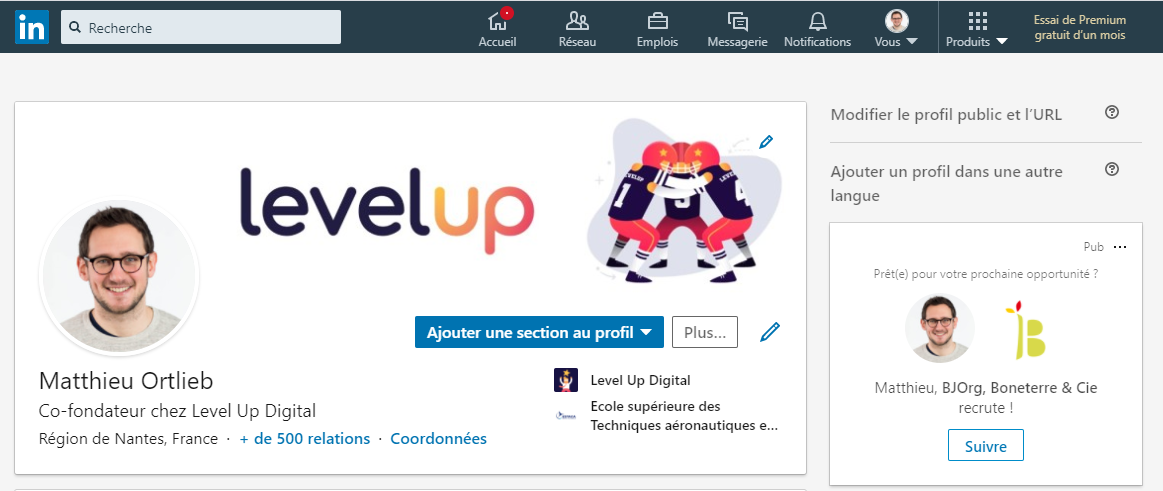 in
Recherche
Accueil
Réseau
Emplois
Messagerie
Notifications
Vous
Produits
Essai de Premium
gratuit d'un mois
levelup
LEVELUP
LEVELUP
1
5
4
Ajouter une section au profil
Plus...
Matthieu Ortlieb
Co-fondateur chez Level Up Digital
Région de Nantes, France · + de 500 relations · Coordonnées
Level Up Digital
Ecole supérieure des
Techniques aéronautiques e...
Modifier le profil public et l'URL
Ajouter un profil dans une autre
langue
Pub ...
Prêt(e) pour votre prochaine opportunité ?
Matthieu, BJOrg, Boneterre & Cie
recrute !
Suivre